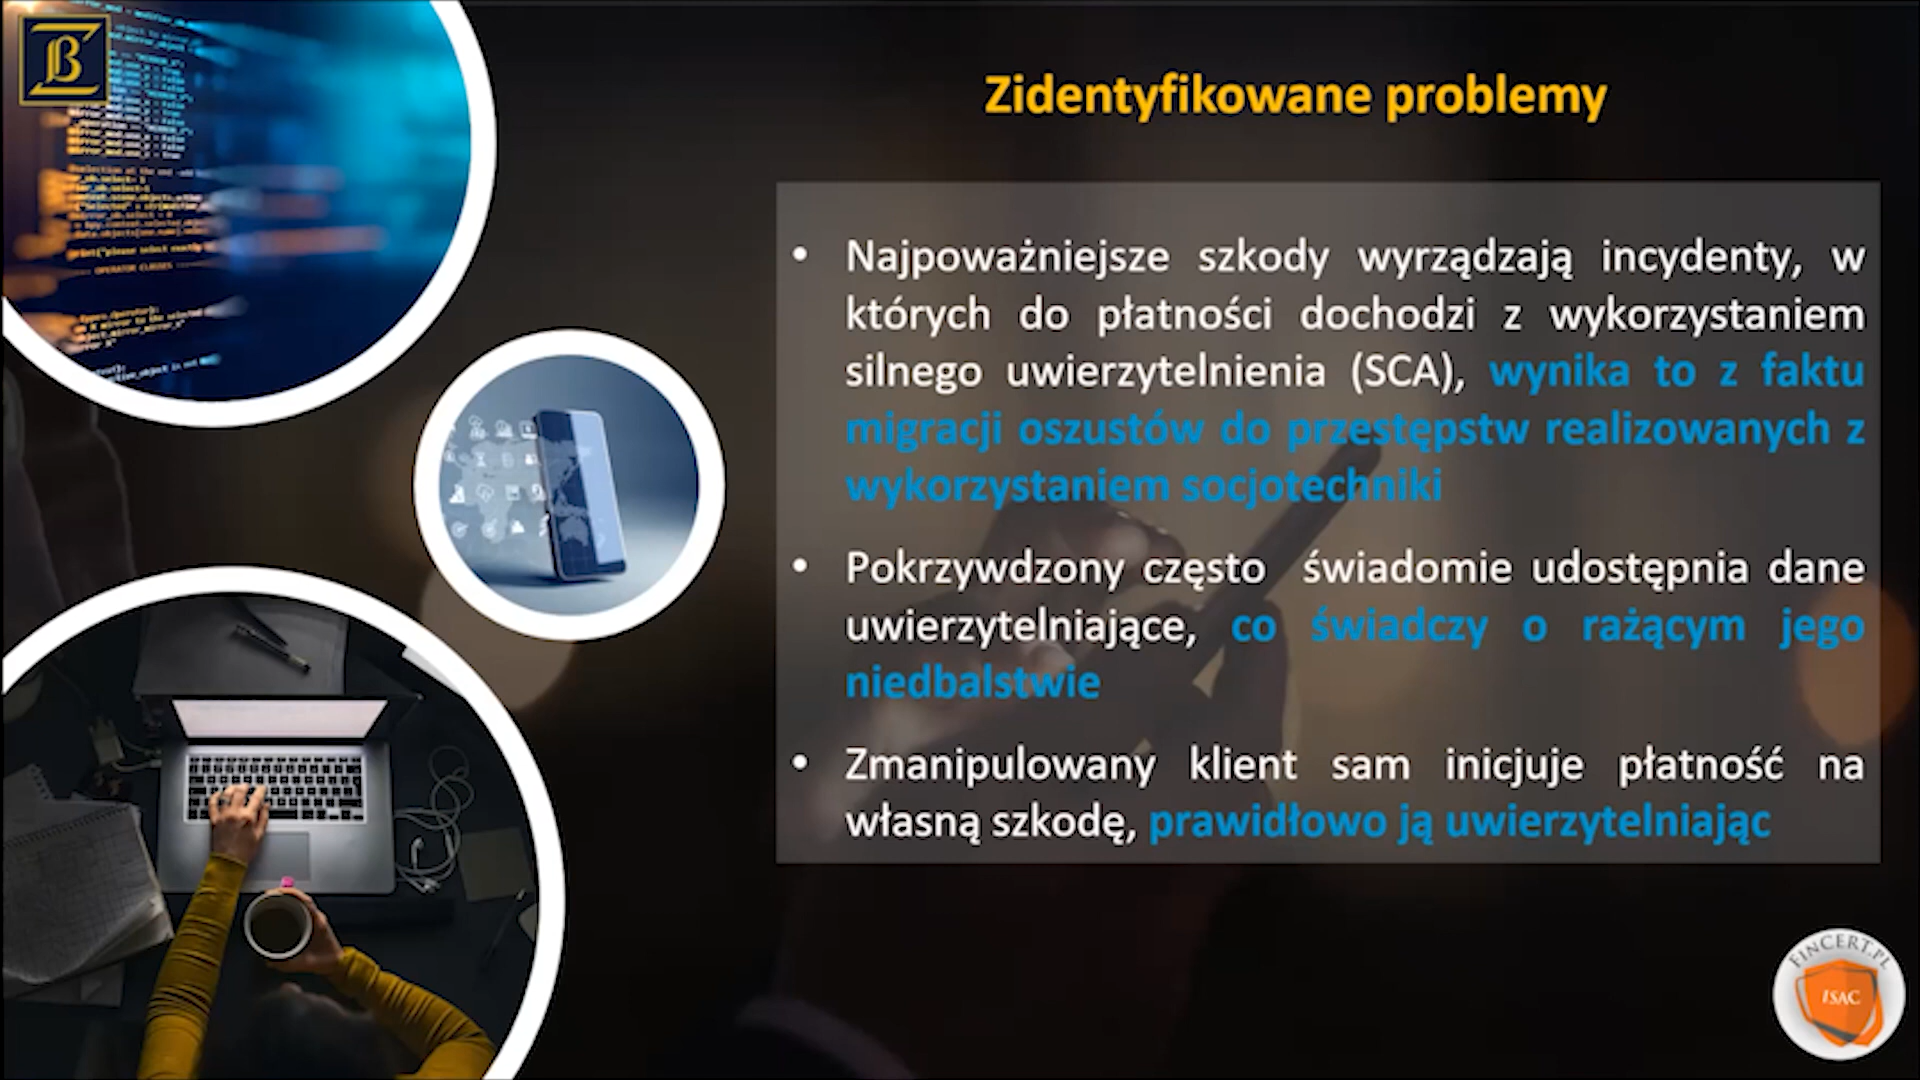 Zidentyfikowane problemy
• Najpoważniejsze szkody wyrządzają incydenty, w
których do płatności dochodzi z wykorzystaniem
silnego uwierzytelnienia (SCA), wynika to z faktu
migracji oszustów do przestępstw realizowanych z
wykorzystaniem socjotechniki
• Pokrzywdzony często świadomie udostępnia dane
uwierzytelniające, co świadczy o rażącym jego
niedbalstwie
• Zmanipulowany klient sam inicjuje płatność na
własną szkodę, prawidłowo ją uwierzytelniając
FINCERT.PL
ISAC